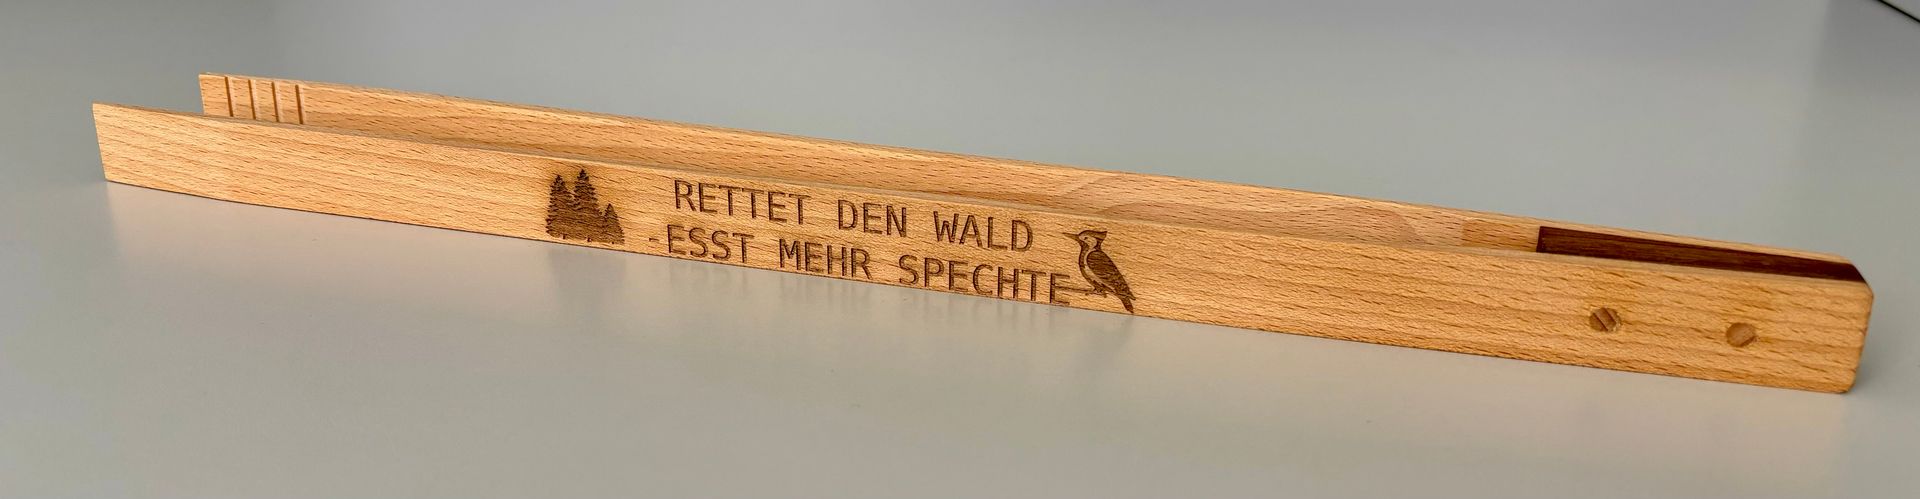 RETTET DEN WALD
-ESST MEHR SPECHTE